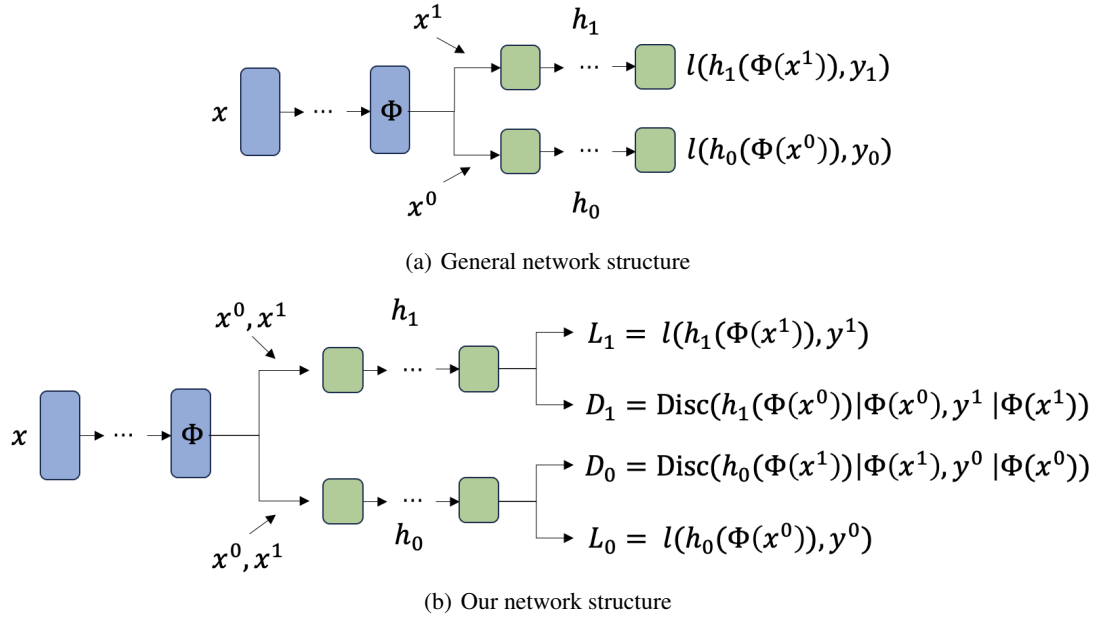 x¹ h₁
x ··· Φ ··· l(h₁(Φ(x¹)), y₁)
··· l(h₀(Φ(x⁰)), y₀)
x⁰ h₀
(a) General network structure
x⁰, x¹ h₁
L₁ = l(h₁(Φ(x¹)), y¹)
···
D₁ = Disc(h₁(Φ(x⁰))|Φ(x⁰), y¹ |Φ(x¹))
x ··· Φ
D₀ = Disc(h₀(Φ(x¹))|Φ(x¹), y⁰ |Φ(x⁰))
···
L₀ = l(h₀(Φ(x⁰)), y⁰)
x⁰, x¹ h₀
(b) Our network structure